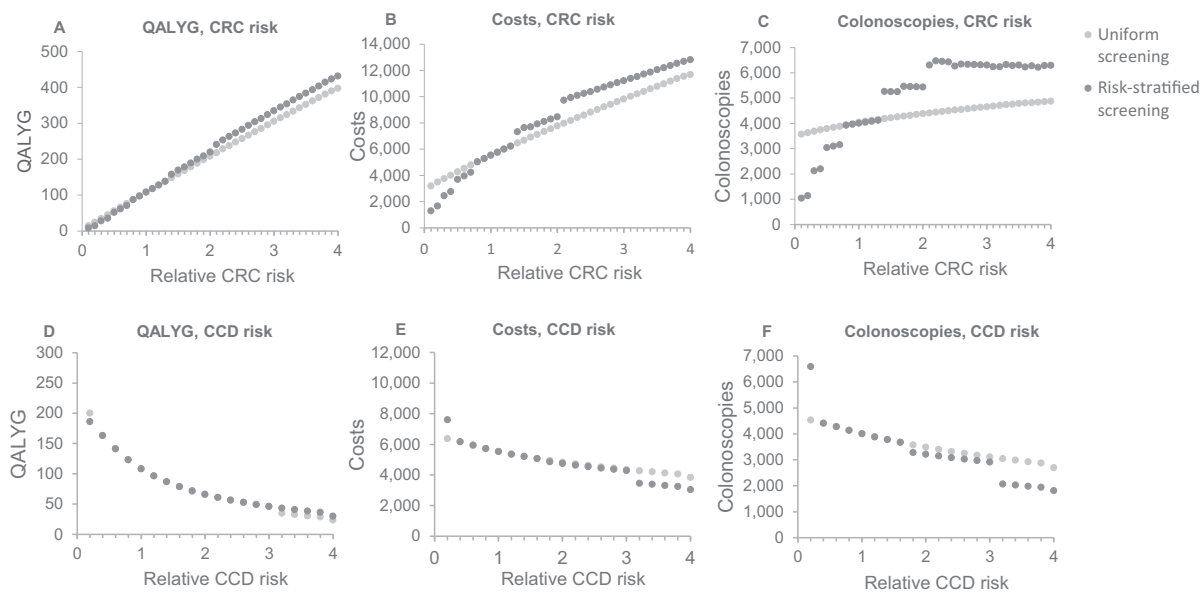 A
QALYG, CRC risk
500
400
300
200
100
0
QALYG
0 1 2 3 4
Relative CRC risk
B
Costs, CRC risk
14,000
12,000
10,000
8,000
6,000
4,000
2,000
0
Costs
0 1 2 3 4
Relative CRC risk
C
Colonoscopies, CRC risk
7,000
6,000
5,000
4,000
3,000
2,000
1,000
0
Colonoscopies
0 1 2 3 4
Relative CRC risk
Uniform
screening
Risk-stratified
screening
D
QALYG, CCD risk
300
250
200
150
100
50
0
QALYG
0 1 2 3 4
Relative CCD risk
E
Costs, CCD risk
12,000
10,000
8,000
6,000
4,000
2,000
0
Costs
0 1 2 3 4
Relative CCD risk
F
Colonoscopies, CCD risk
7,000
6,000
5,000
4,000
3,000
2,000
1,000
0
Colonoscopies
0 1 2 3 4
Relative CCD risk